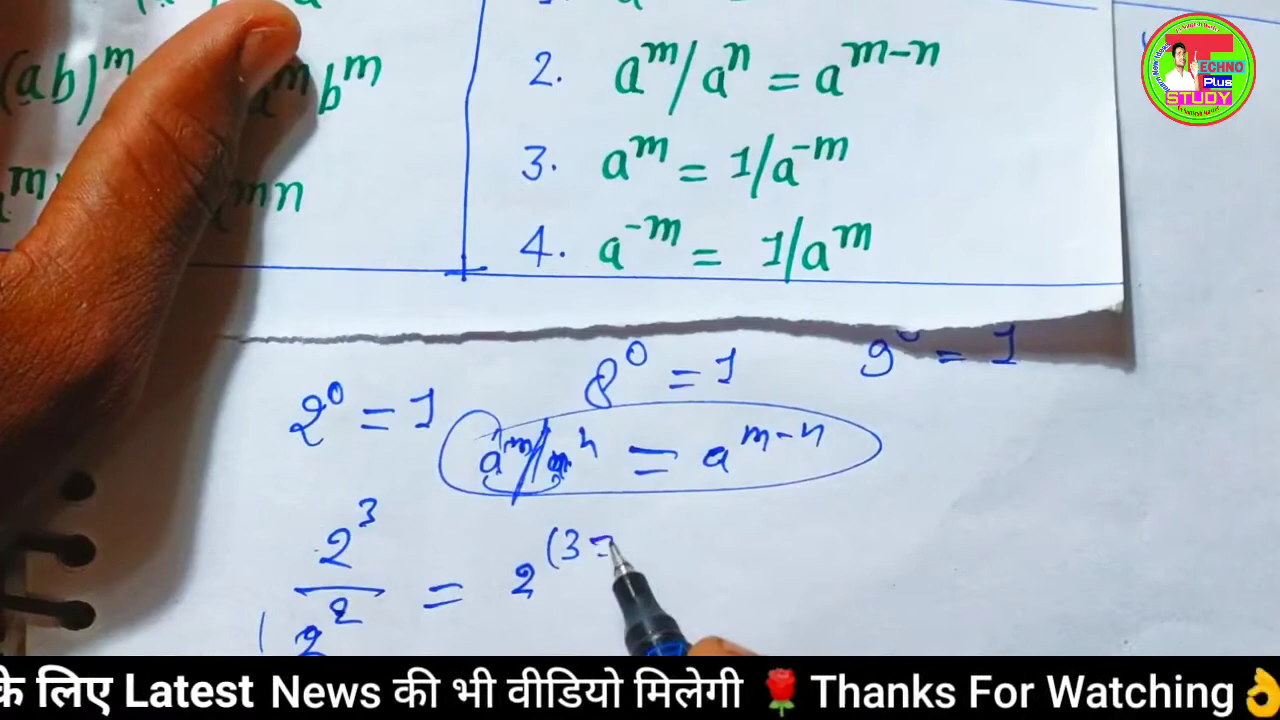 (ab)^m a^m b^m
mn
2. a^m/a^n = a^(m-n)
3. a^m = 1/a^-m
4. a^-m = 1/a^m
2^0 = 1 8^0 = 1 9^0 = 1
a^m/a^n = a^(m-n)
2^3/2^2 = 2^(3-
TECHNO
Plus
STUDY
के लिए Latest News की भी वीडियो मिलेगी 🌹Thanks For Watching👌